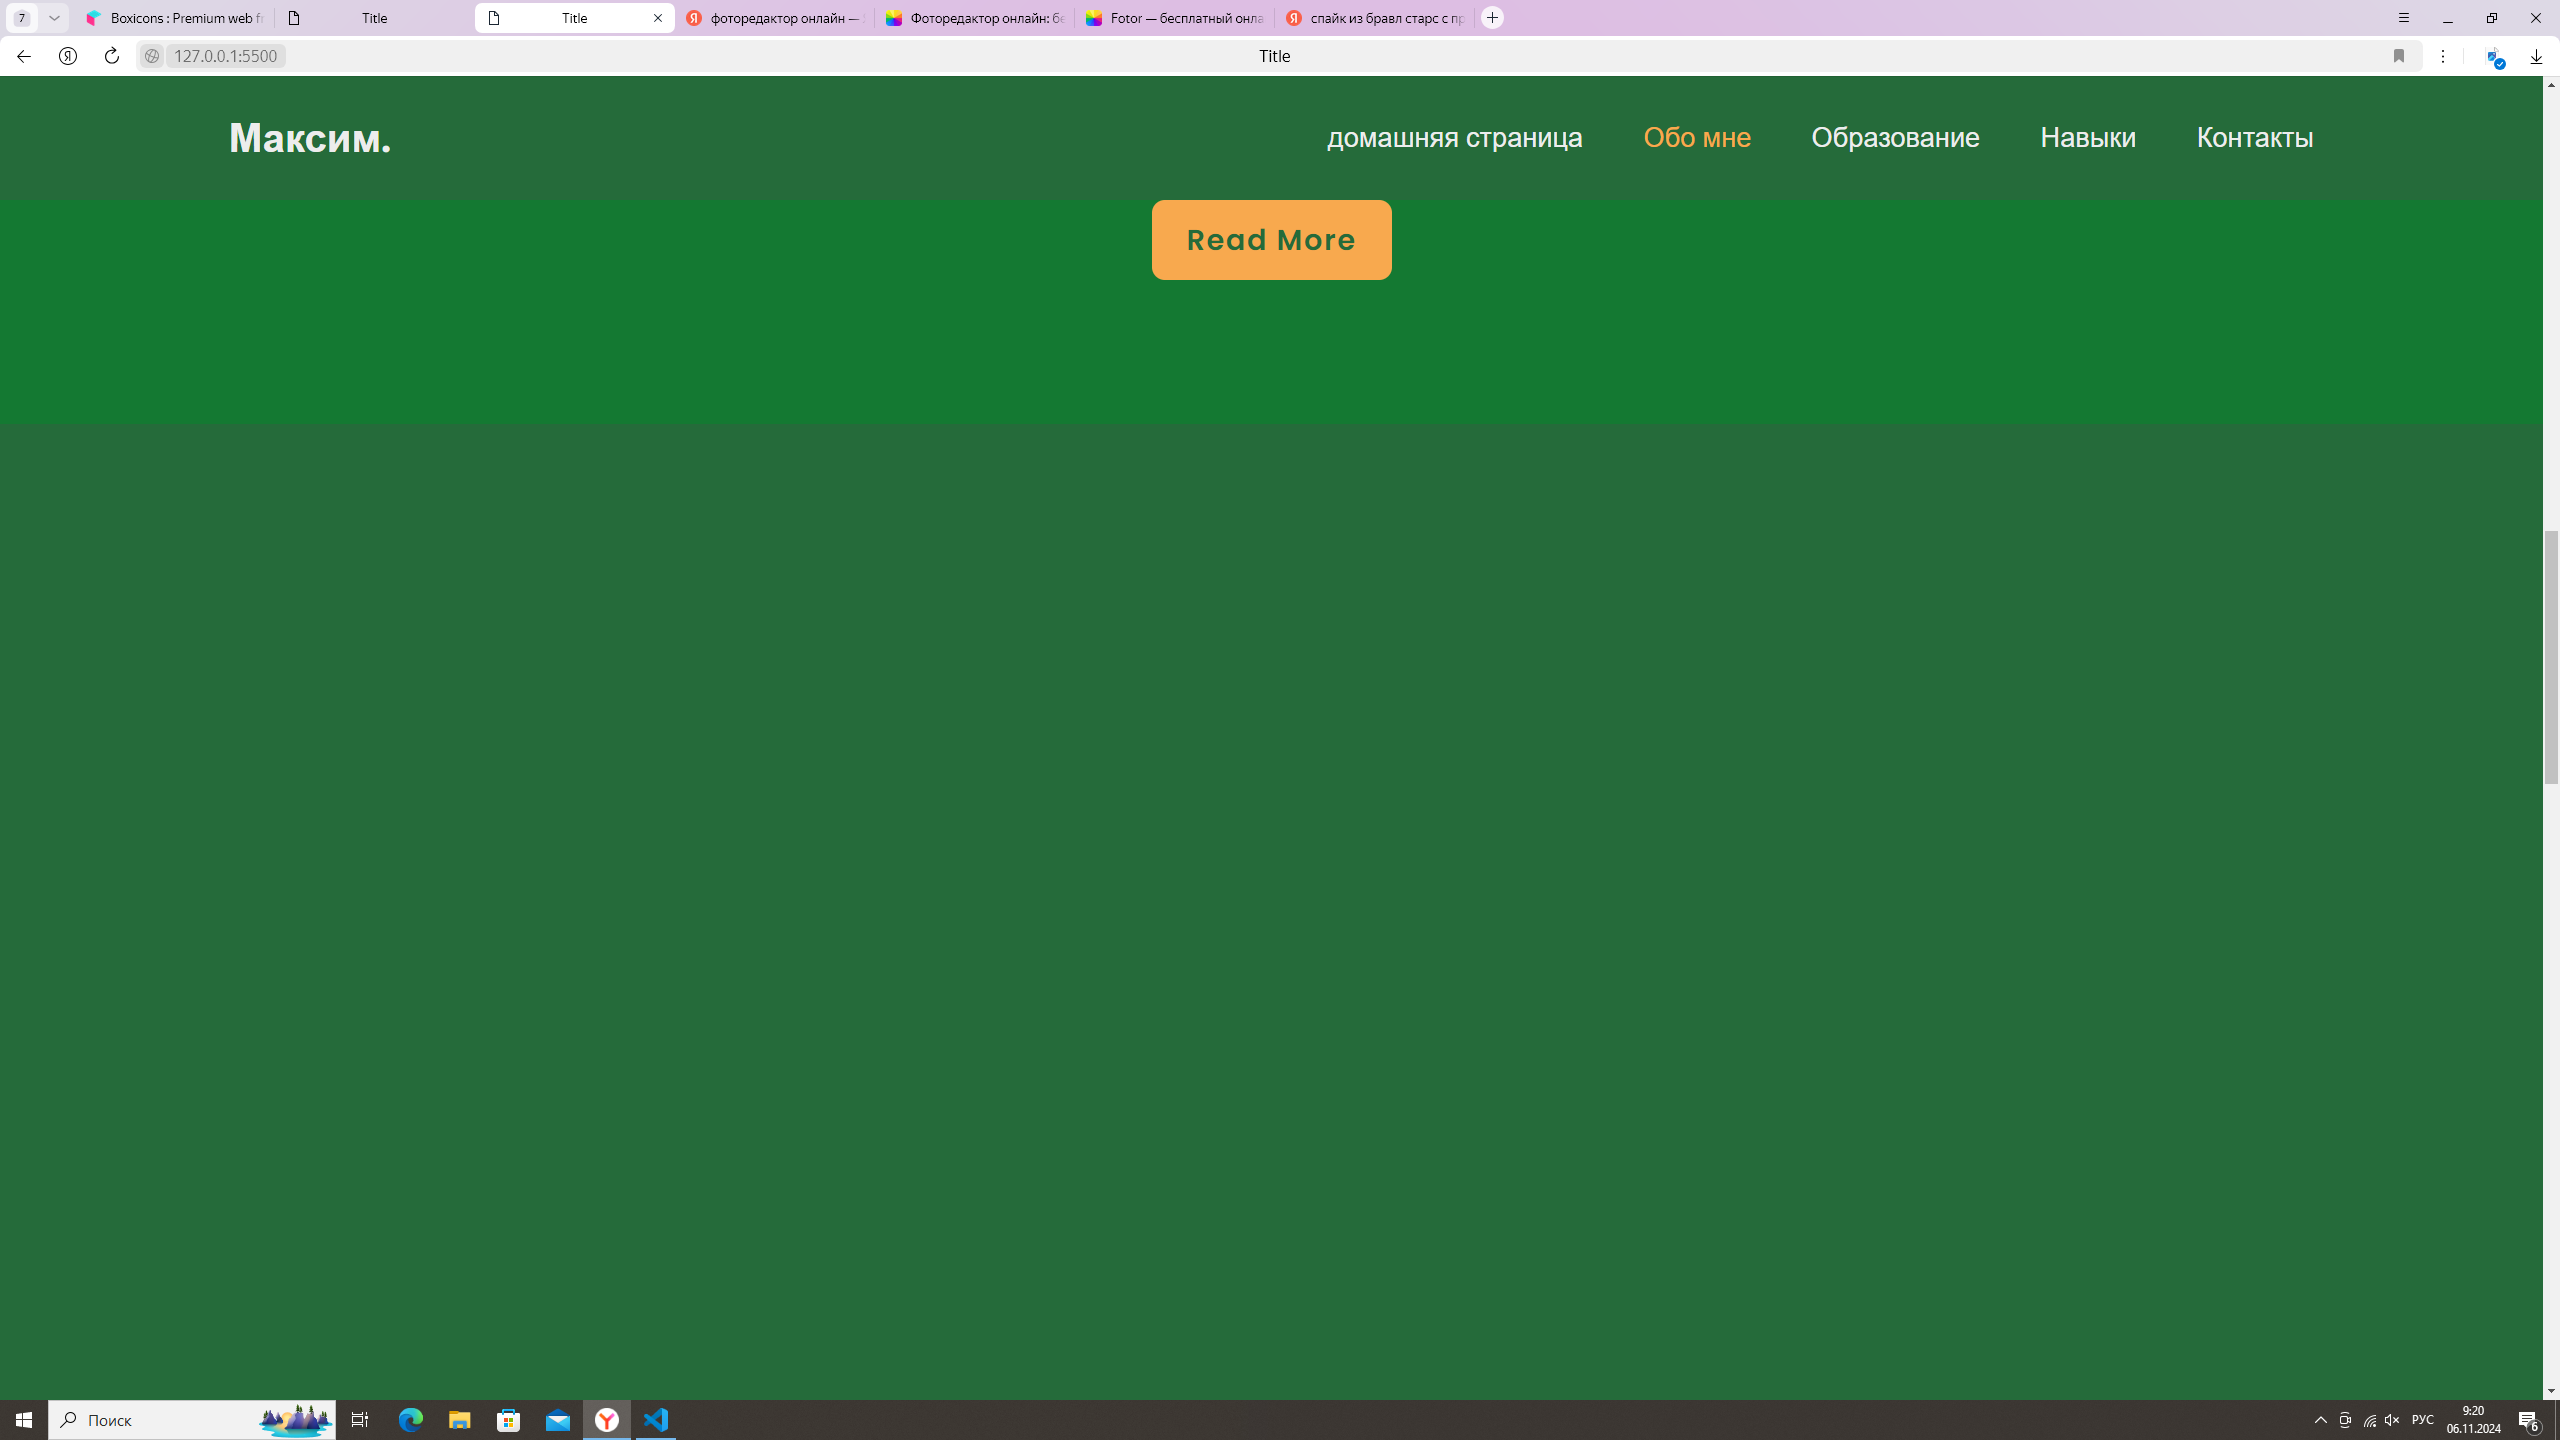 7
Boxicons : Premium web f
Title
Title
фоторедактор онлайн —
Фоторедактор онлайн: бе
Fotor — бесплатный онла
спайк из бравл старс с пр
127.0.0.1:5500
Title
Максим.
домашняя страница
Обо мне
Образование
Навыки
Контакты
Read More
Поиск
РУС
9:20
06.11.2024
6